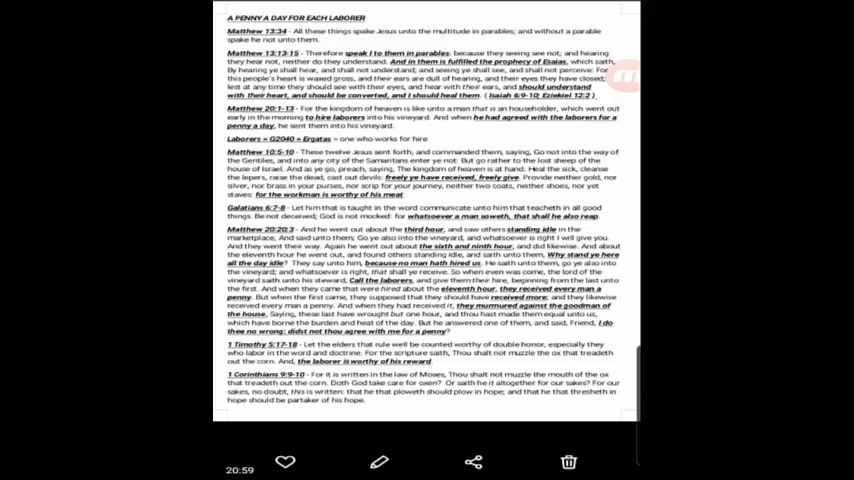 A PENNY A DAY FOR EACH LABORER
Matthew 13:34 - All these things spake Jesus unto the multitude in parables; and without a parable
spake he not unto them.
Matthew 13:13-15 - Therefore speak I to them in parables: because they seeing see not; and hearing
they hear not, neither do they understand. And in them is fulfilled the prophecy of Esaias, which saith,
By hearing ye shall hear, and shall not understand; and seeing ye shall see, and shall not perceive: For
this people's heart is waxed gross, and their ears are dull of hearing, and their eyes they have closed;
lest at any time they should see with their eyes, and hear with their ears, and should understand
with their heart, and should be converted, and I should heal them. ( Isaiah 6:9-10; Eziekiel 12:2 )
Matthew 20:1-13 - For the kingdom of heaven is like unto a man that is an householder, which went out
early in the morning to hire laborers into his vineyard. And when he had agreed with the laborers for a
penny a day, he sent them into his vineyard.
Laborers = G2040 = Ergatas = one who works for hire
Matthew 10:5-10 - These twelve Jesus sent forth, and commanded them, saying, Go not into the way of
the Gentiles, and into any city of the Samaritans enter ye not: But go rather to the lost sheep of the
house of Israel. And as ye go, preach, saying, The kingdom of heaven is at hand. Heal the sick, cleanse
the lepers, raise the dead, cast out devils: freely ye have received, freely give. Provide neither gold, nor
silver, nor brass in your purses, nor scrip for your journey, neither two coats, neither shoes, nor yet
staves: for the workman is worthy of his meat.
Galatians 6:7-8 - Let him that is taught in the word communicate unto him that teacheth in all good
things. Be not deceived; God is not mocked: for whatsoever a man soweth, that shall he also reap.
Matthew 20:20:3 - And he went out about the third hour, and saw others standing idle in the
marketplace, And said unto them; Go ye also into the vineyard, and whatsoever is right I will give you.
And they went their way. Again he went out about the sixth and ninth hour, and did likewise. And about
the eleventh hour he went out, and found others standing idle, and saith unto them, Why stand ye here
all the day idle? They say unto him, because no man hath hired us. He saith unto them, go ye also into
the vineyard; and whatsoever is right, that shall ye receive. So when even was come, the lord of the
vineyard saith unto his steward, Call the laborers, and give them their hire, beginning from the last unto
the first. And when they came that were hired about the eleventh hour, they received every man a
penny. But when the first came, they supposed that they should have received more; and they likewise
received every man a penny. And when they had received it, they murmured against the goodman of
the house, Saying, these last have wrought but one hour, and thou hast made them equal unto us,
which have borne the burden and heat of the day. But he answered one of them, and said, Friend, I do
thee no wrong: didst not thou agree with me for a penny?
1 Timothy 5:17-18 - Let the elders that rule well be counted worthy of double honor, especially they
who labor in the word and doctrine. For the scripture saith, Thou shalt not muzzle the ox that treadeth
out the corn. And, the laborer is worthy of his reward.
1 Corinthians 9:9-10 - For it is written in the law of Moses, Thou shalt not muzzle the mouth of the ox
that treadeth out the corn. Doth God take care for oxen? Or saith he it altogether for our sakes? For our
sakes, no doubt, this is written: that he that ploweth should plow in hope; and that he that thresheth in
hope should be partaker of his hope.
20:59